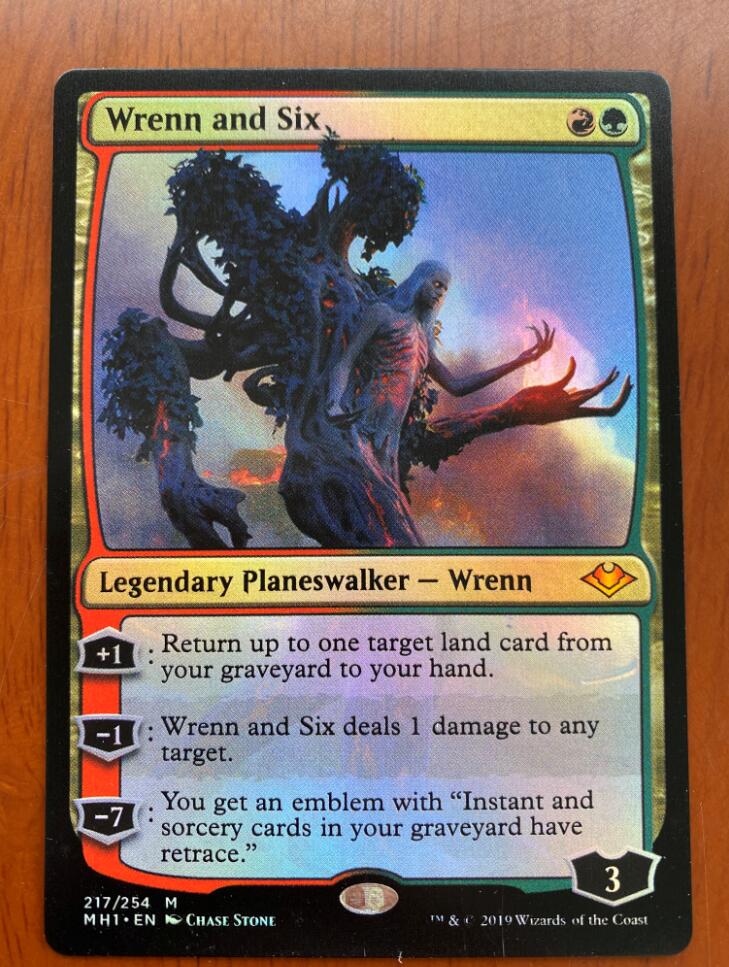 Wrenn and Six
Legendary Planeswalker — Wrenn
+1 : Return up to one target land card from
your graveyard to your hand.
−1 : Wrenn and Six deals 1 damage to any
target.
−7 : You get an emblem with “Instant and
sorcery cards in your graveyard have
retrace.”
3
217/254 M
MH1 • EN CHASE STONE
™ & © 2019 Wizards of the Coast